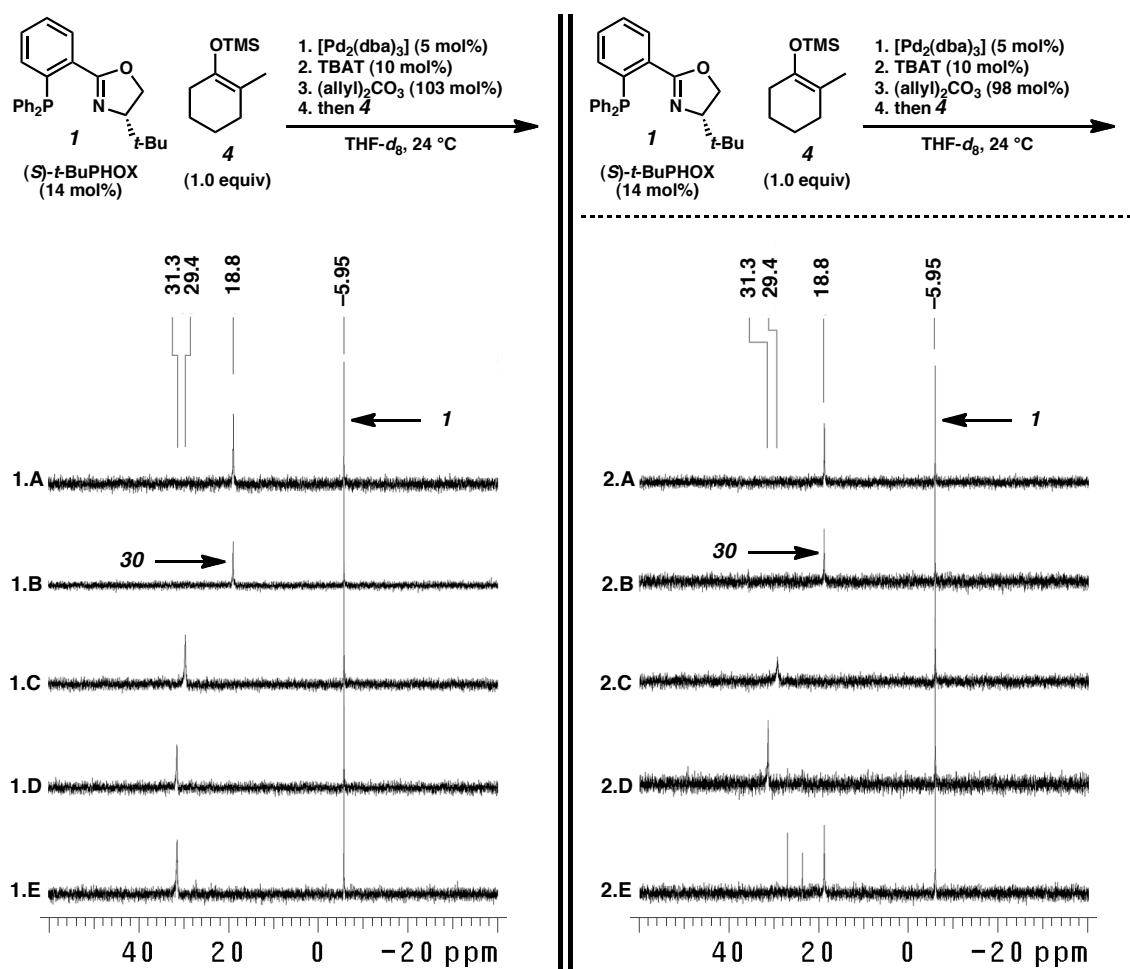 OTMS
O
N
Ph₂P
t-Bu
1
(S)-t-BuPHOX
(14 mol%)
4
(1.0 equiv)
1. [Pd₂(dba)₃] (5 mol%)
2. TBAT (10 mol%)
3. (allyl)₂CO₃ (103 mol%)
4. then 4
THF-d₈, 24 °C
31.3
29.4
18.8
-5.95
1
1.A
30
1.B
1.C
1.D
1.E
40 20 0 -20 ppm
OTMS
O
N
Ph₂P
t-Bu
1
(S)-t-BuPHOX
(14 mol%)
4
(1.0 equiv)
1. [Pd₂(dba)₃] (5 mol%)
2. TBAT (10 mol%)
3. (allyl)₂CO₃ (98 mol%)
4. then 4
THF-d₈, 24 °C
31.3
29.4
18.8
-5.95
1
2.A
30
2.B
2.C
2.D
2.E
40 20 0 -20 ppm